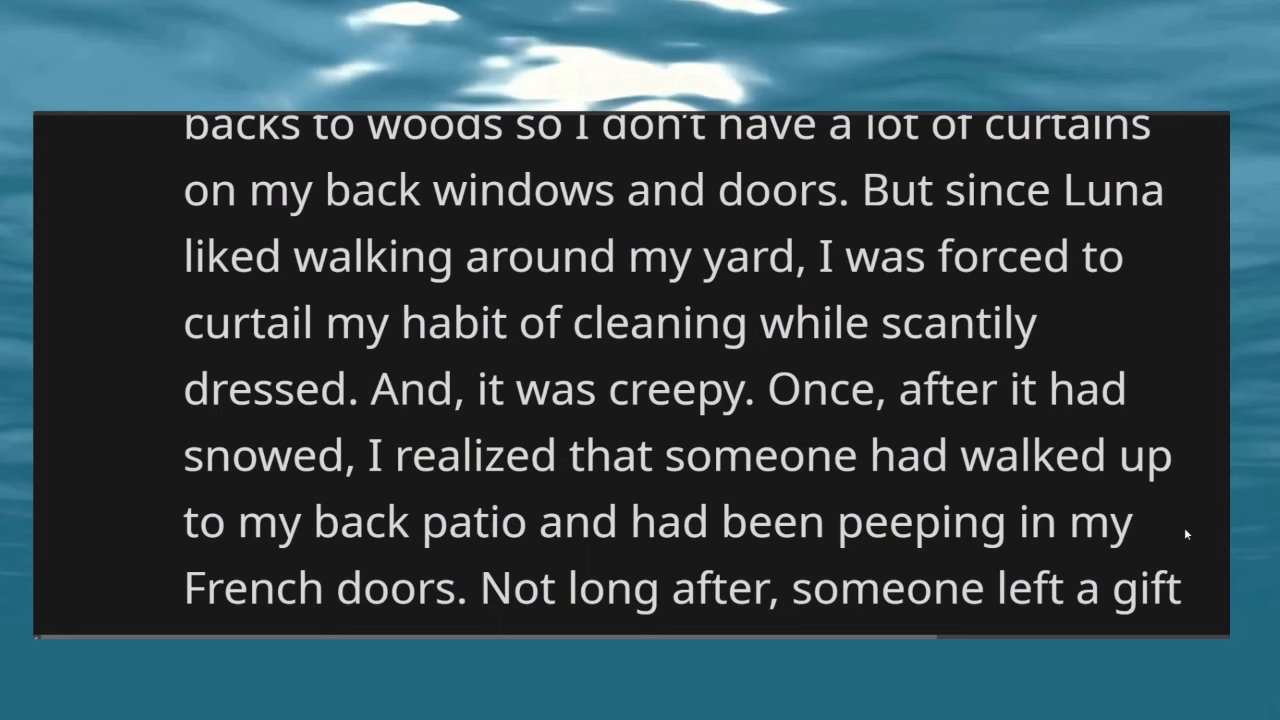 backs to woods so I don't have a lot of curtains
on my back windows and doors. But since Luna
liked walking around my yard, I was forced to
curtail my habit of cleaning while scantily
dressed. And, it was creepy. Once, after it had
snowed, I realized that someone had walked up
to my back patio and had been peeping in my
French doors. Not long after, someone left a gift